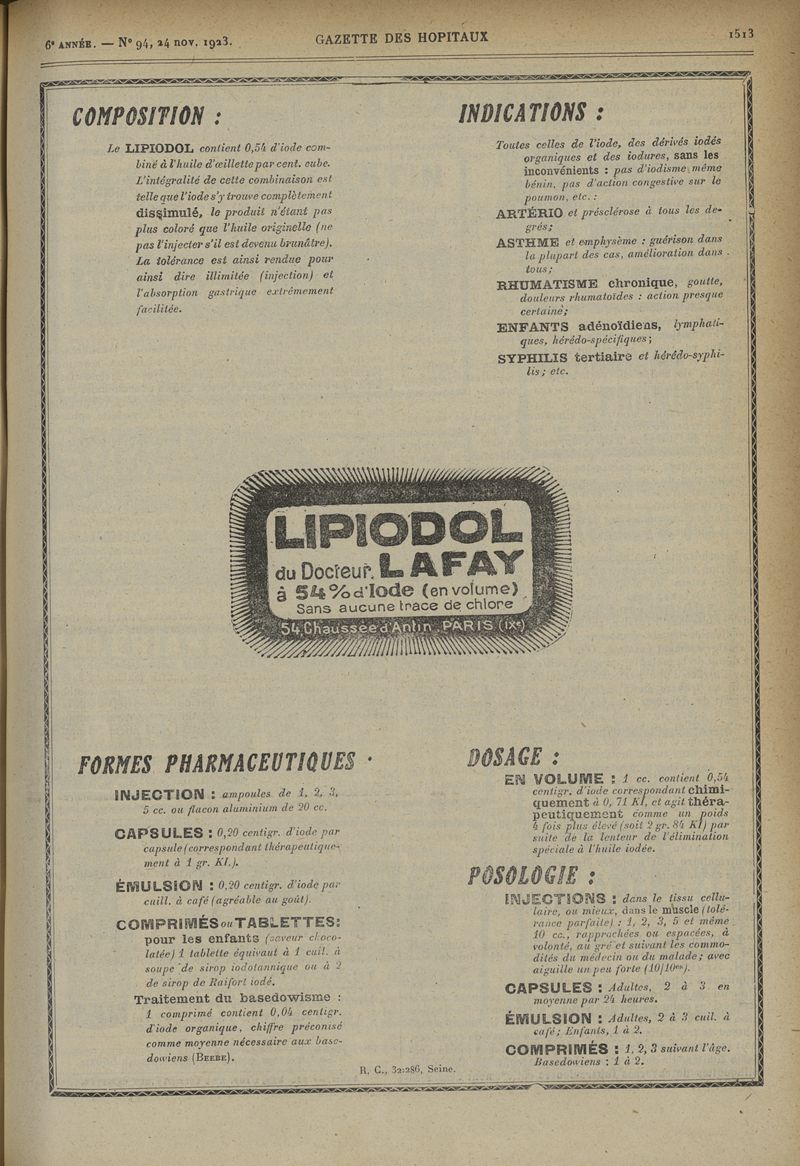 6e ANNÉE. — N° 94, 24 nov. 1923.
GAZETTE DES HOPITAUX
1513
COMPOSITION :
Le LIPIODOL contient 0,54 d'iode com-
biné à l'huile d'œillette par cent. cube.
L'intégralité de cette combinaison est
telle que l'iode s'y trouve complètement
dissimulé, le produit n'étant pas
plus coloré que l'huile originelle (ne
pas l'injecter s'il est devenu brunâtre).
La tolérance est ainsi rendue pour
ainsi dire illimitée (injection) et
l'absorption gastrique extrêmement
facilitée.
INDICATIONS :
Toutes celles de l'iode, des dérivés iodés
organiques et des iodures, sans les
inconvénients : pas d'iodisme même
bénin, pas d'action congestive sur le
poumon, etc. :
ARTÉRIO et présclérose à tous les de-
grés;
ASTHME et emphysème : guérison dans
la plupart des cas, amélioration dans
tous;
RHUMATISME chronique, goutte,
douleurs rhumatoïdes : action presque
certaine;
ENFANTS adénoïdiens, lymphati-
ques, hérédo-spécifiques;
SYPHILIS tertiaire et hérédo-syphi-
lis; etc.
LIPIODOL
du Docteur. LAFAY
à 54% d'Iode (en volume)
Sans aucune trace de chlore
54, Chaussée d'Antin, PARIS (IXe)
FORMES PHARMACEUTIQUES ·
INJECTION : ampoules de 1, 2, 3,
5 cc. ou flacon aluminium de 20 cc.
CAPSULES : 0,20 centigr. d'iode par
capsule (correspondant thérapeutique-
ment à 1 gr. KI.).
ÉMULSION : 0,20 centigr. d'iode par
cuill. à café (agréable au goût).
COMPRIMÉS ou TABLETTES:
pour les enfants (saveur choco-
latée) 1 tablette équivaut à 1 cuil. à
soupe de sirop iodotannique ou à 2
de sirop de Raifort iodé.
Traitement du basedowisme :
1 comprimé contient 0,04 centigr.
d'iode organique, chiffre préconisé
comme moyenne nécessaire aux base-
dowiens (BEEBE).
DOSAGE :
EN VOLUME : 1 cc. contient 0,54
centigr. d'iode correspondant chimi-
quement à 0, 71 KI, et agit théra-
peutiquement comme un poids
4 fois plus élevé (soit 2 gr. 84 KI) par
suite de la lenteur de l'élimination
spéciale à l'huile iodée.
POSOLOGIE :
INJECTIONS : dans le tissu cellu-
laire, ou mieux, dans le muscle (tolé-
rance parfaite) : 1, 2, 3, 5 et même
10 cc., rapprochées ou espacées, à
volonté, au gré et suivant les commo-
dités du médecin ou du malade; avec
aiguille un peu forte (10/10es).
CAPSULES : Adultes, 2 à 3 en
moyenne par 24 heures.
ÉMULSION : Adultes, 2 à 3 cuil. à
café; Enfants, 1 à 2.
COMPRIMÉS : 1, 2, 3 suivant l'âge.
Basedowiens : 1 à 2.
R. C., 32:286, Seine.